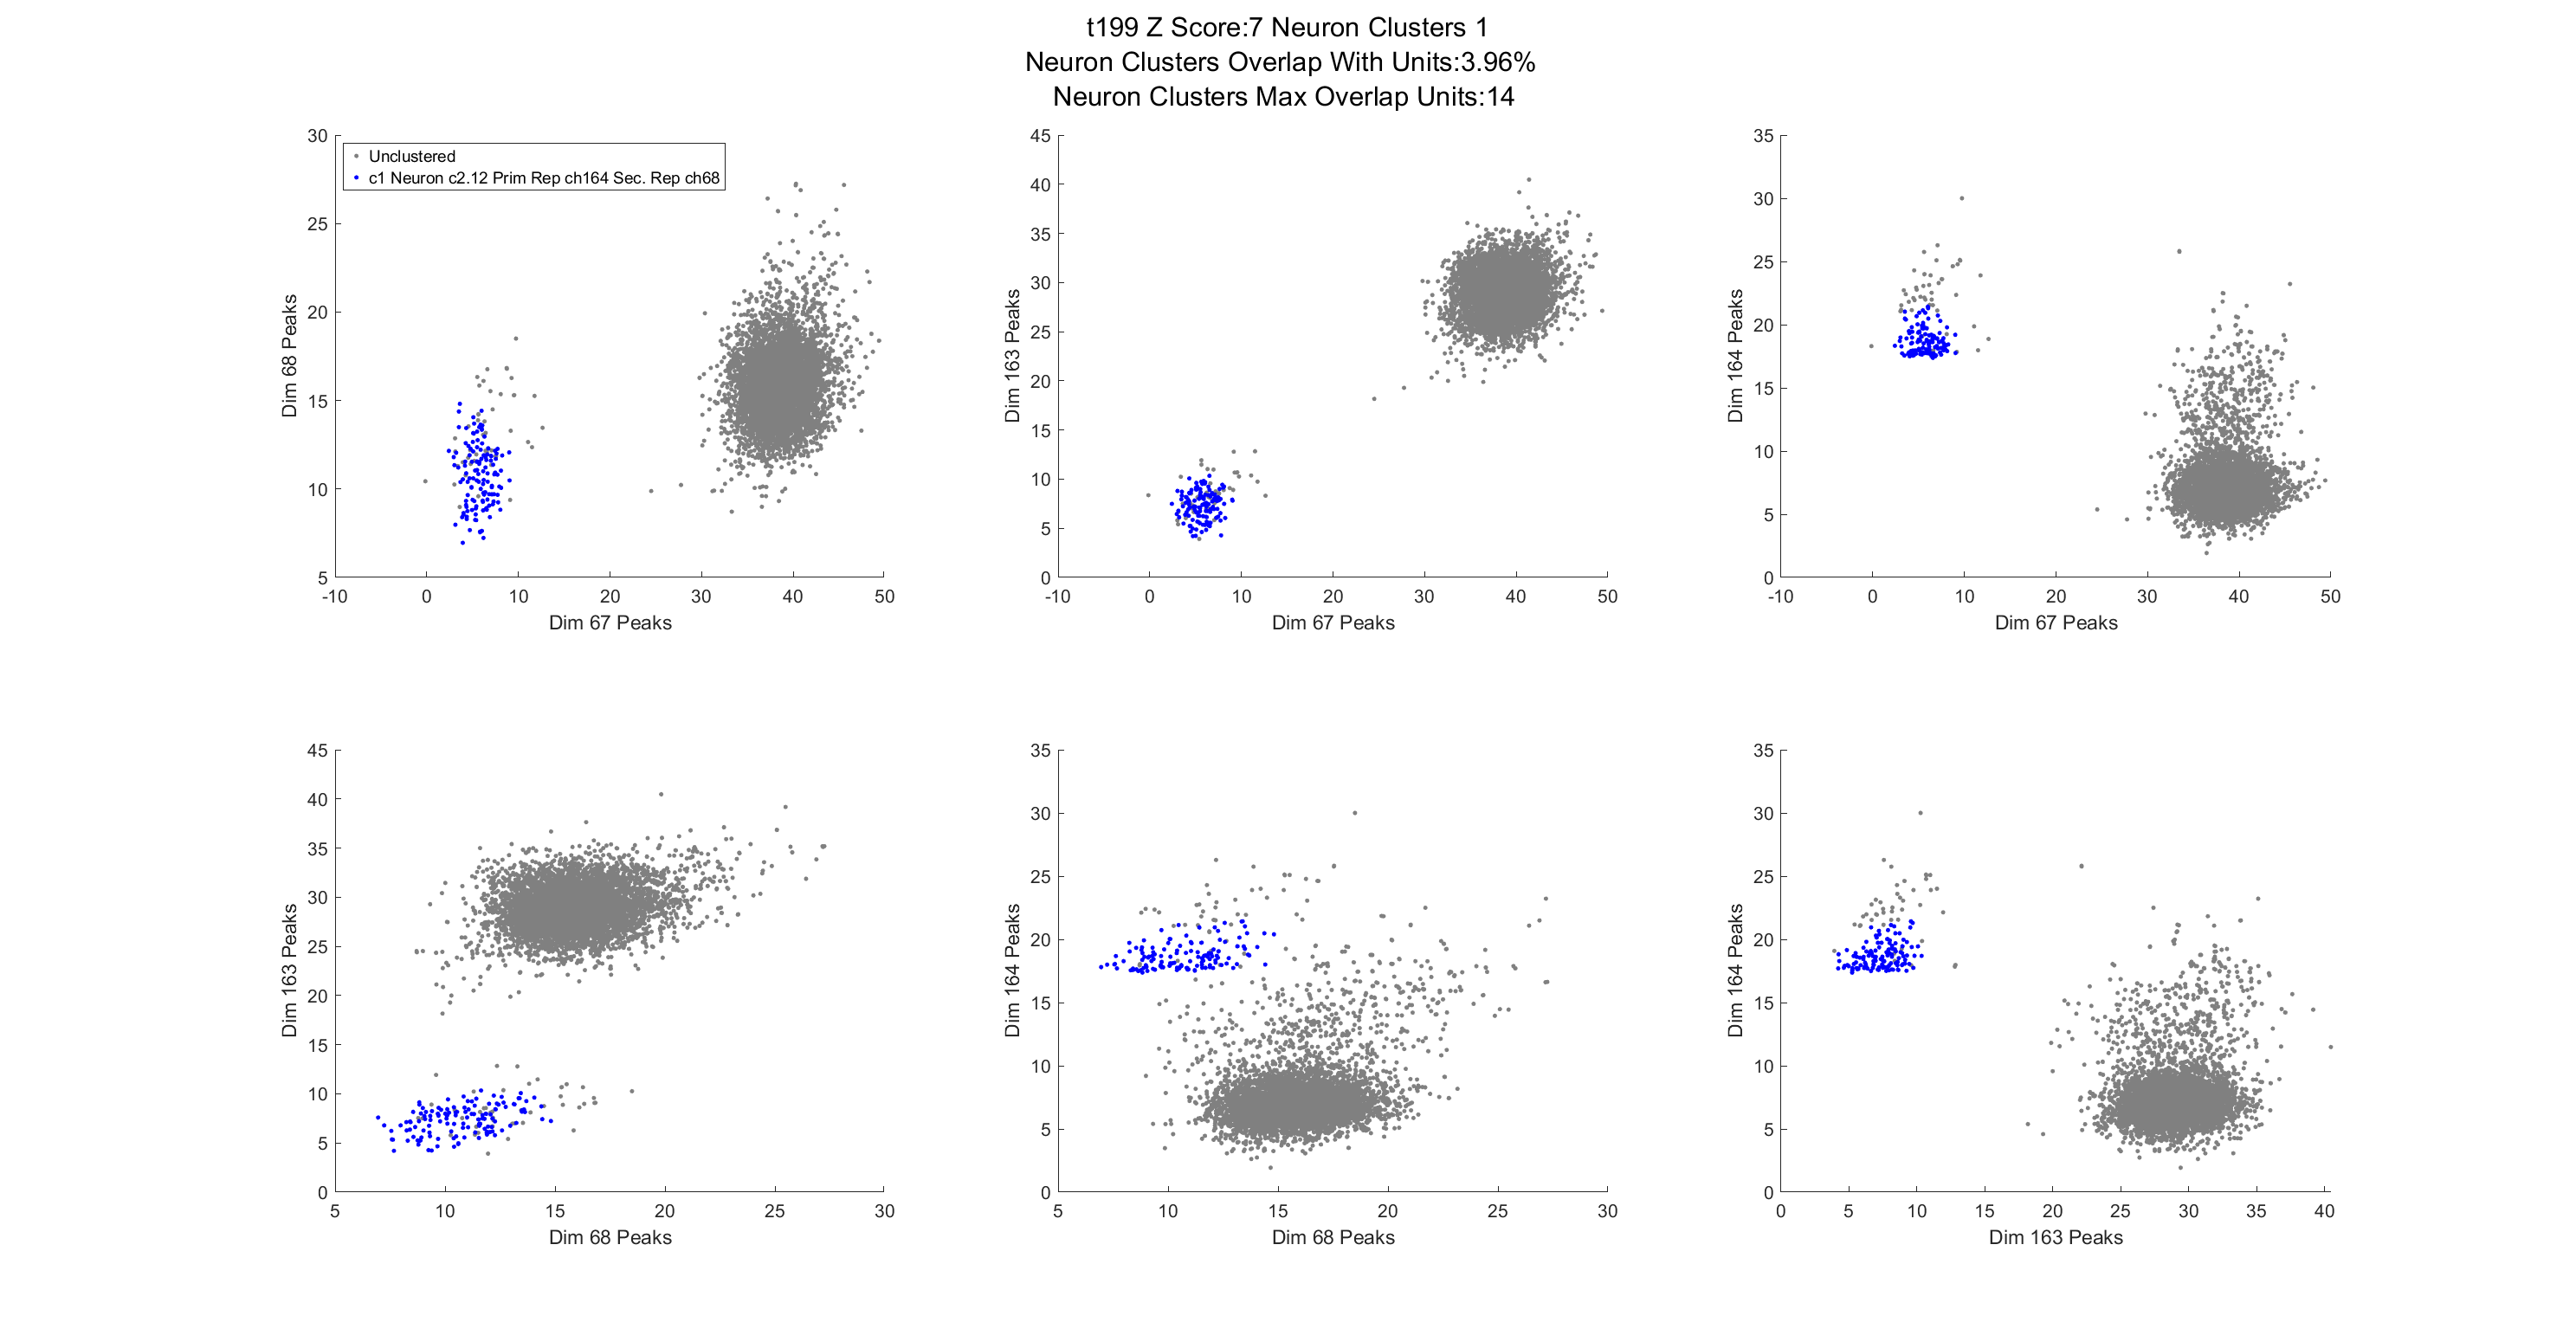 t199 Z Score:7 Neuron Clusters 1
Neuron Clusters Overlap With Units:3.96%
Neuron Clusters Max Overlap Units:14
30
25
20
15
10
5
Dim 68 Peaks
Unclustered
c1 Neuron c2.12 Prim Rep ch164 Sec. Rep ch68
-10 0 10 20 30 40 50
Dim 67 Peaks
45
40
35
30
25
20
15
10
5
0
Dim 163 Peaks
-10 0 10 20 30 40 50
Dim 67 Peaks
35
30
25
20
15
10
5
0
Dim 164 Peaks
-10 0 10 20 30 40 50
Dim 67 Peaks
45
40
35
30
25
20
15
10
5
0
Dim 163 Peaks
5 10 15 20 25 30
Dim 68 Peaks
35
30
25
20
15
10
5
0
Dim 164 Peaks
5 10 15 20 25 30
Dim 68 Peaks
35
30
25
20
15
10
5
0
Dim 164 Peaks
0 5 10 15 20 25 30 35 40
Dim 163 Peaks